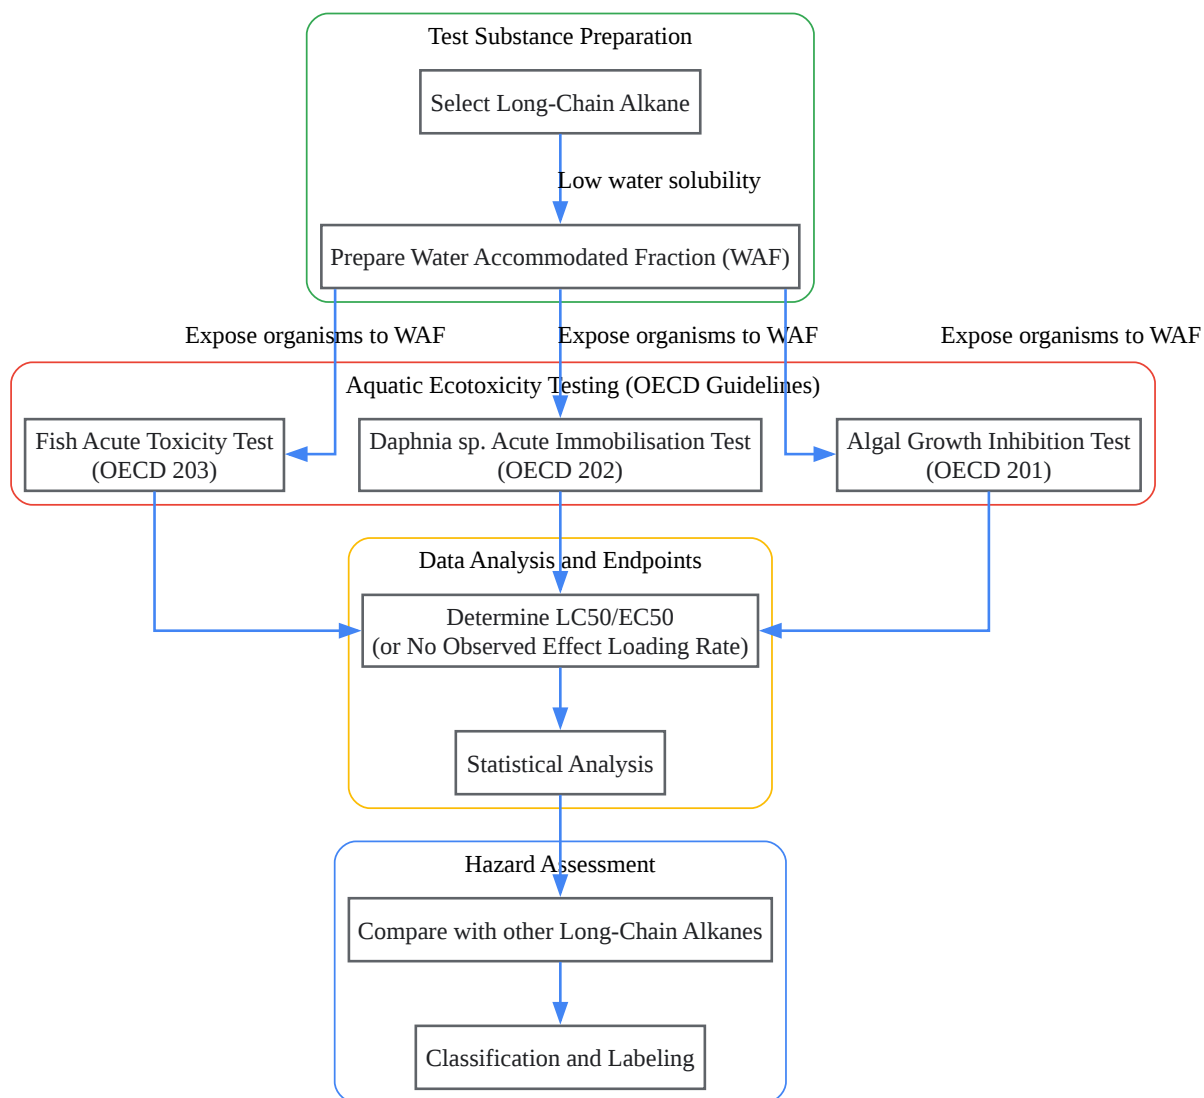 Test Substance Preparation
Select Long-Chain Alkane
Low water solubility
Prepare Water Accommodated Fraction (WAF)
Expose organisms to WAF
Expose organisms to WAF
Expose organisms to WAF
Aquatic Ecotoxicity Testing (OECD Guidelines)
Fish Acute Toxicity Test
(OECD 203)
Daphnia sp. Acute Immobilisation Test
(OECD 202)
Algal Growth Inhibition Test
(OECD 201)
Data Analysis and Endpoints
Determine LC50/EC50
(or No Observed Effect Loading Rate)
Statistical Analysis
Hazard Assessment
Compare with other Long-Chain Alkanes
Classification and Labeling